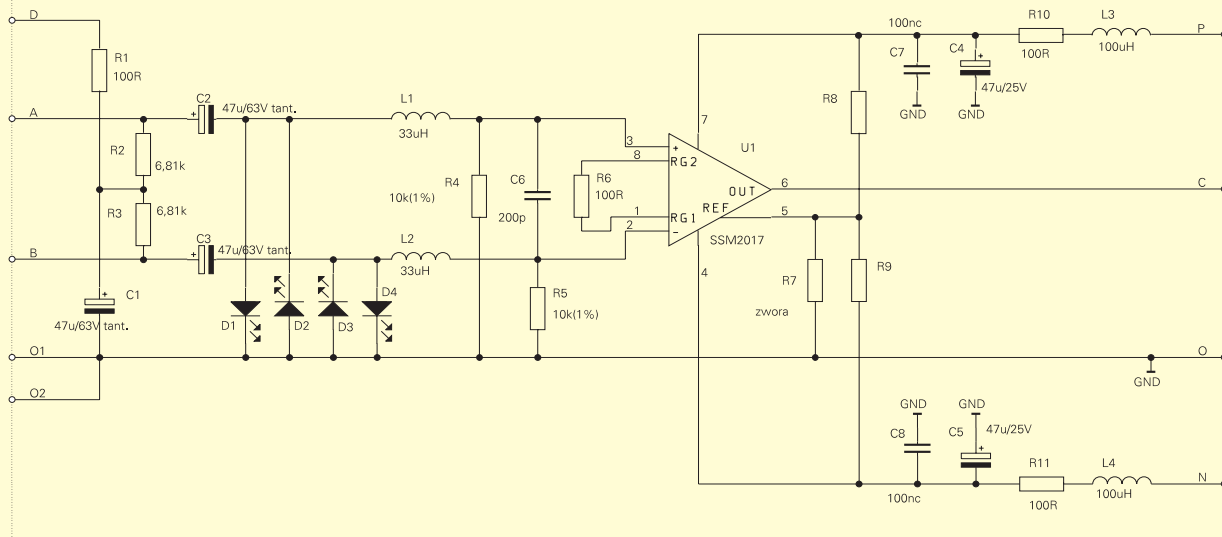 D
R1
100R
A
C2
47u/63V tant.
L1
33uH
R2
6,81k
R3
6,81k
B
C3
47u/63V tant.
L2
33uH
C1
47u/63V tant.
D1
D2
D3
D4
R4
10k(1%)
C6
200p
R5
10k(1%)
R6
100R
3
8
1
2
7
4
6
5
+
RG2
RG1
-
OUT
REF
U1
SSM2017
R7
zwora
R8
R9
100nc
C7
GND
C4
47u/25V
GND
R10
100R
L3
100uH
P
C
O1
O
GND
O2
GND
C8
100nc
GND
C5
47u/25V
R11
100R
L4
100uH
N